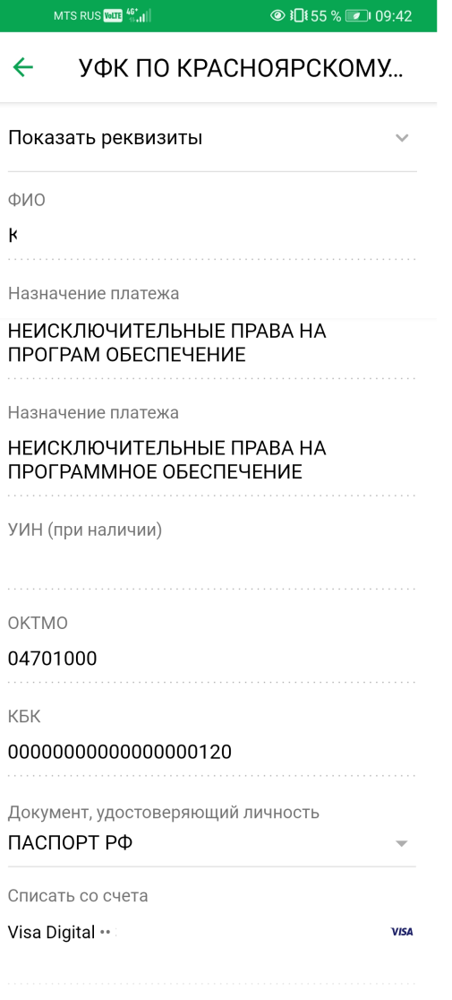 MTS RUS VoLTE 4G+ 55 % 09:42
УФК ПО КРАСНОЯРСКОМУ...
Показать реквизиты
ФИО
К
Назначение платежа
НЕИСКЛЮЧИТЕЛЬНЫЕ ПРАВА НА
ПРОГРАМ ОБЕСПЕЧЕНИЕ
Назначение платежа
НЕИСКЛЮЧИТЕЛЬНЫЕ ПРАВА НА
ПРОГРАММНОЕ ОБЕСПЕЧЕНИЕ
УИН (при наличии)
ОКТМО
04701000
КБК
00000000000000000120
Документ, удостоверяющий личность
ПАСПОРТ РФ
Списать со счета
Visa Digital •• VISA